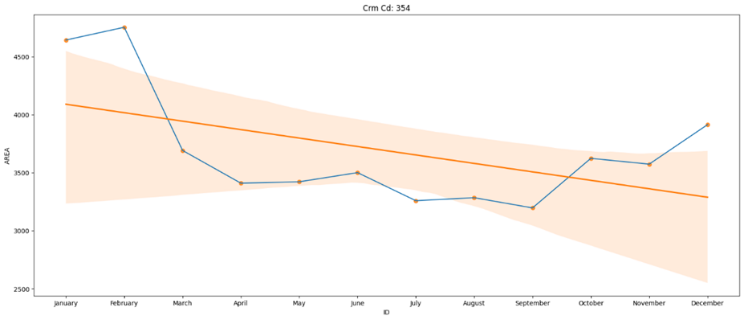 Crm Cd: 354
4500
4000
3500
3000
2500
AREA
January February March April May June July August September October November December
ID